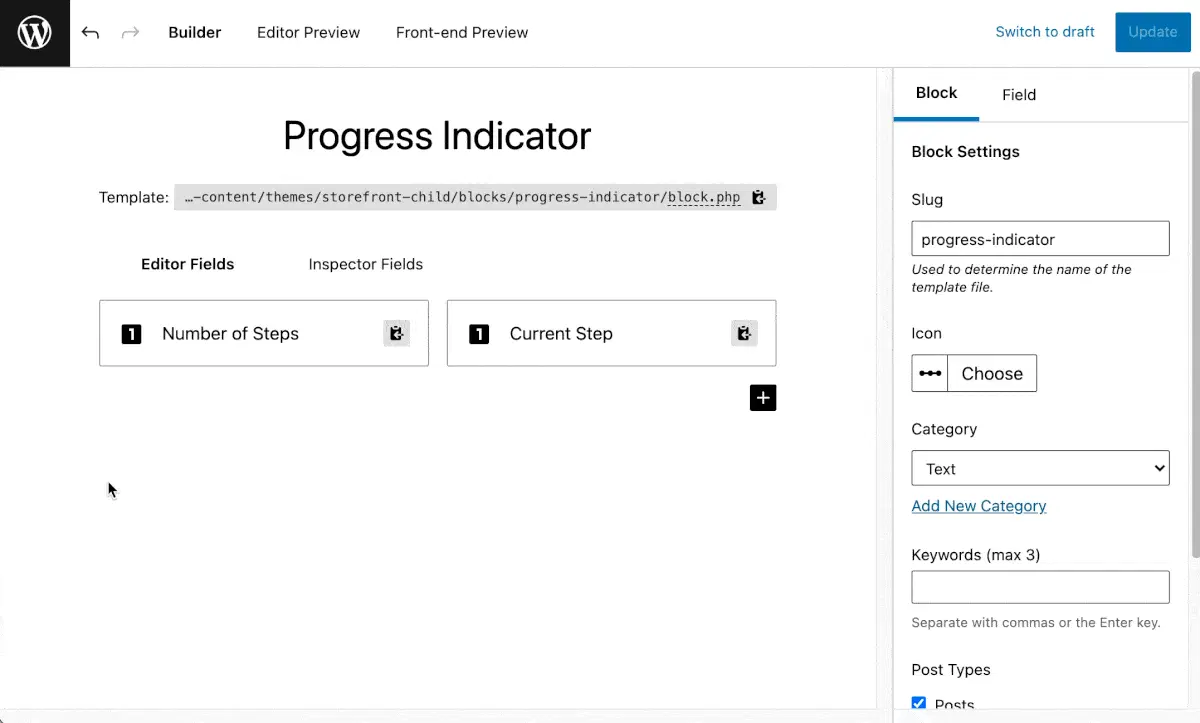 Builder
Editor Preview
Front-end Preview
Switch to draft
Update
Progress Indicator
Template: …-content/themes/storefront-child/blocks/progress-indicator/block.php
Editor Fields
Inspector Fields
1 Number of Steps
1 Current Step
+
Block
Field
Block Settings
Slug
progress-indicator
Used to determine the name of the
template file.
Icon
Choose
Category
Text
Add New Category
Keywords (max 3)
Separate with commas or the Enter key.
Post Types
Posts